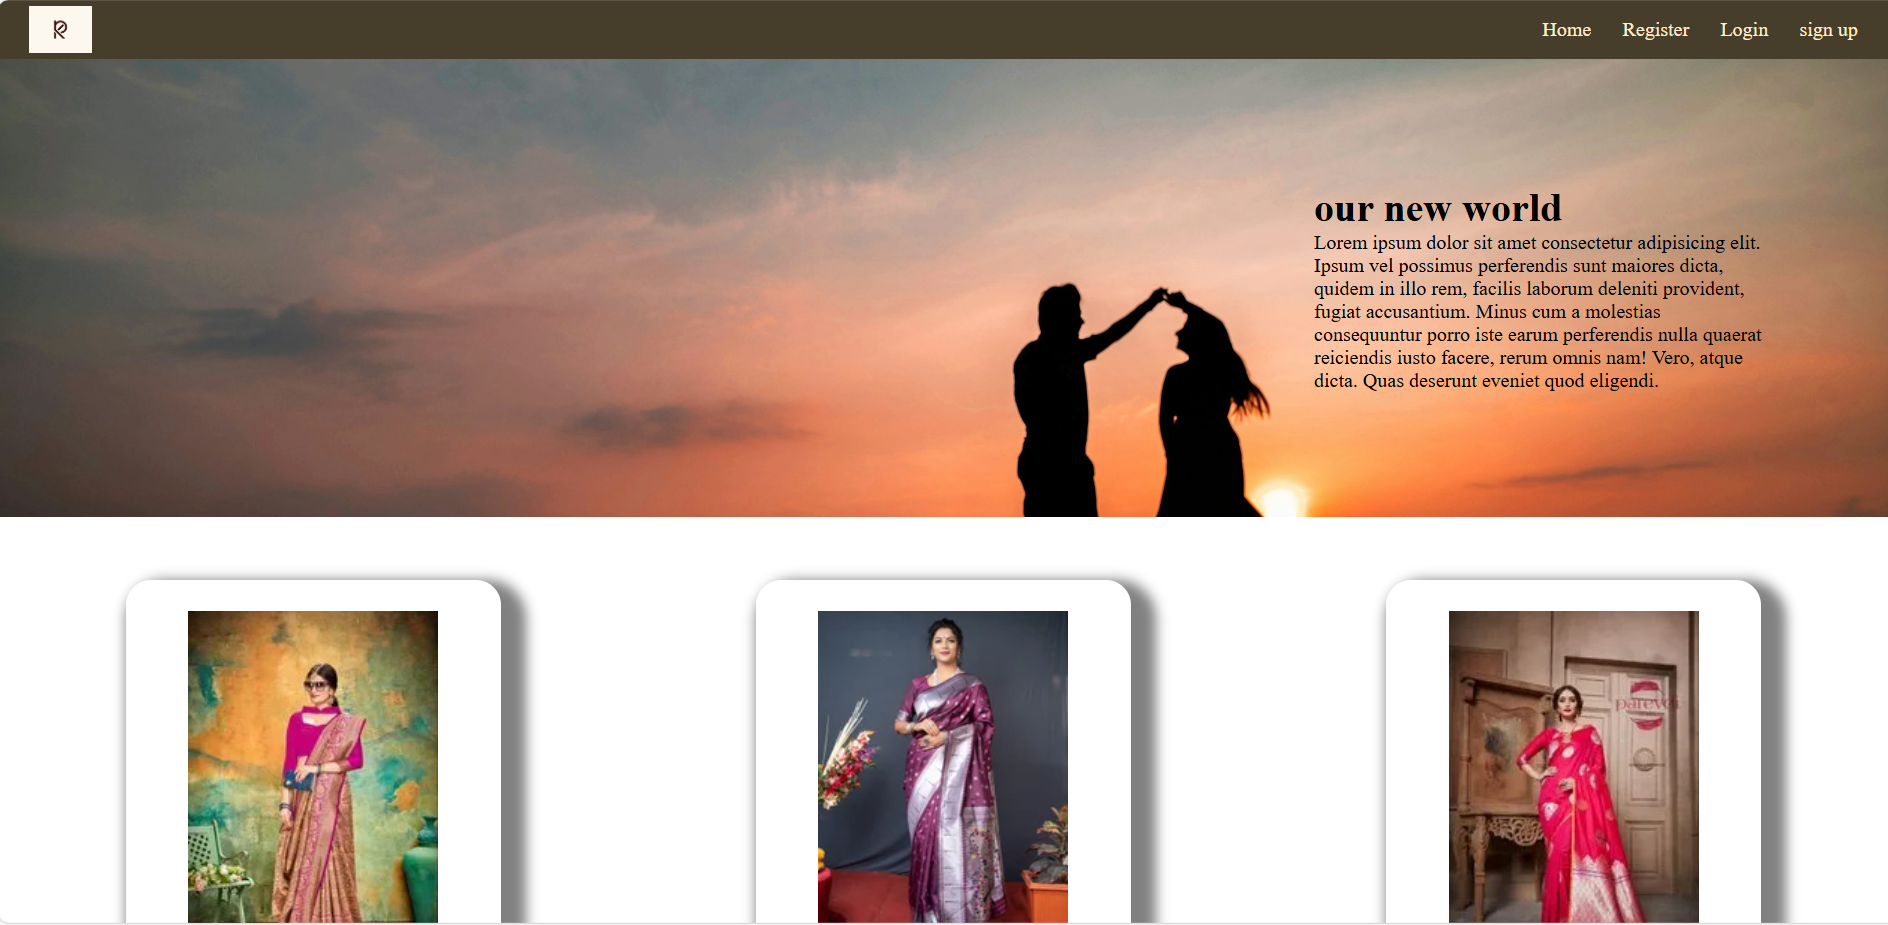 Home Register Login sign up
our new world
Lorem ipsum dolor sit amet consectetur adipisicing elit.
Ipsum vel possimus perferendis sunt maiores dicta,
quidem in illo rem, facilis laborum deleniti provident,
fugiat accusantium. Minus cum a molestias
consequuntur porro iste earum perferendis nulla quaerat
reiciendis iusto facere, rerum omnis nam! Vero, atque
dicta. Quas deserunt eveniet quod eligendi.